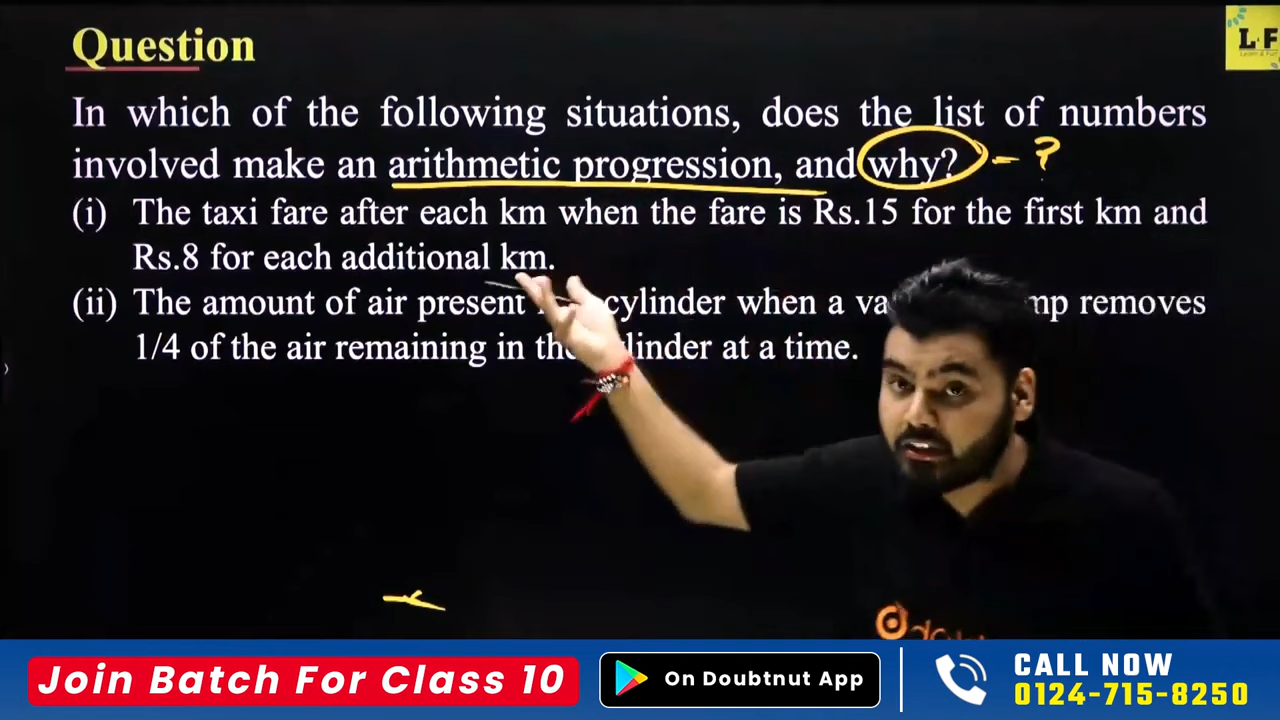 Question
L·F
In which of the following situations, does the list of numbers
involved make an arithmetic progression, and why? - ?
(i) The taxi fare after each km when the fare is Rs.15 for the first km and
Rs.8 for each additional km.
(ii) The amount of air present cylinder when a removes
1/4 of the air remaining in the at a time.
Join Batch For Class 10
On Doubtnut App
CALL NOW
0124-715-8250